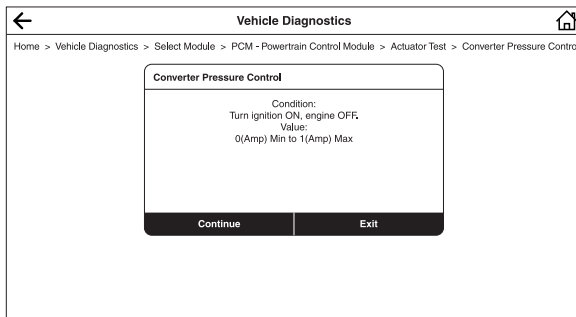 Vehicle Diagnostics
Home > Vehicle Diagnostics > Select Module > PCM - Powertrain Control Module > Actuator Test > Converter Pressure Contro
Converter Pressure Control
Condition:
Turn ignition ON, engine OFF.
Value:
0(Amp) Min to 1(Amp) Max
Continue Exit